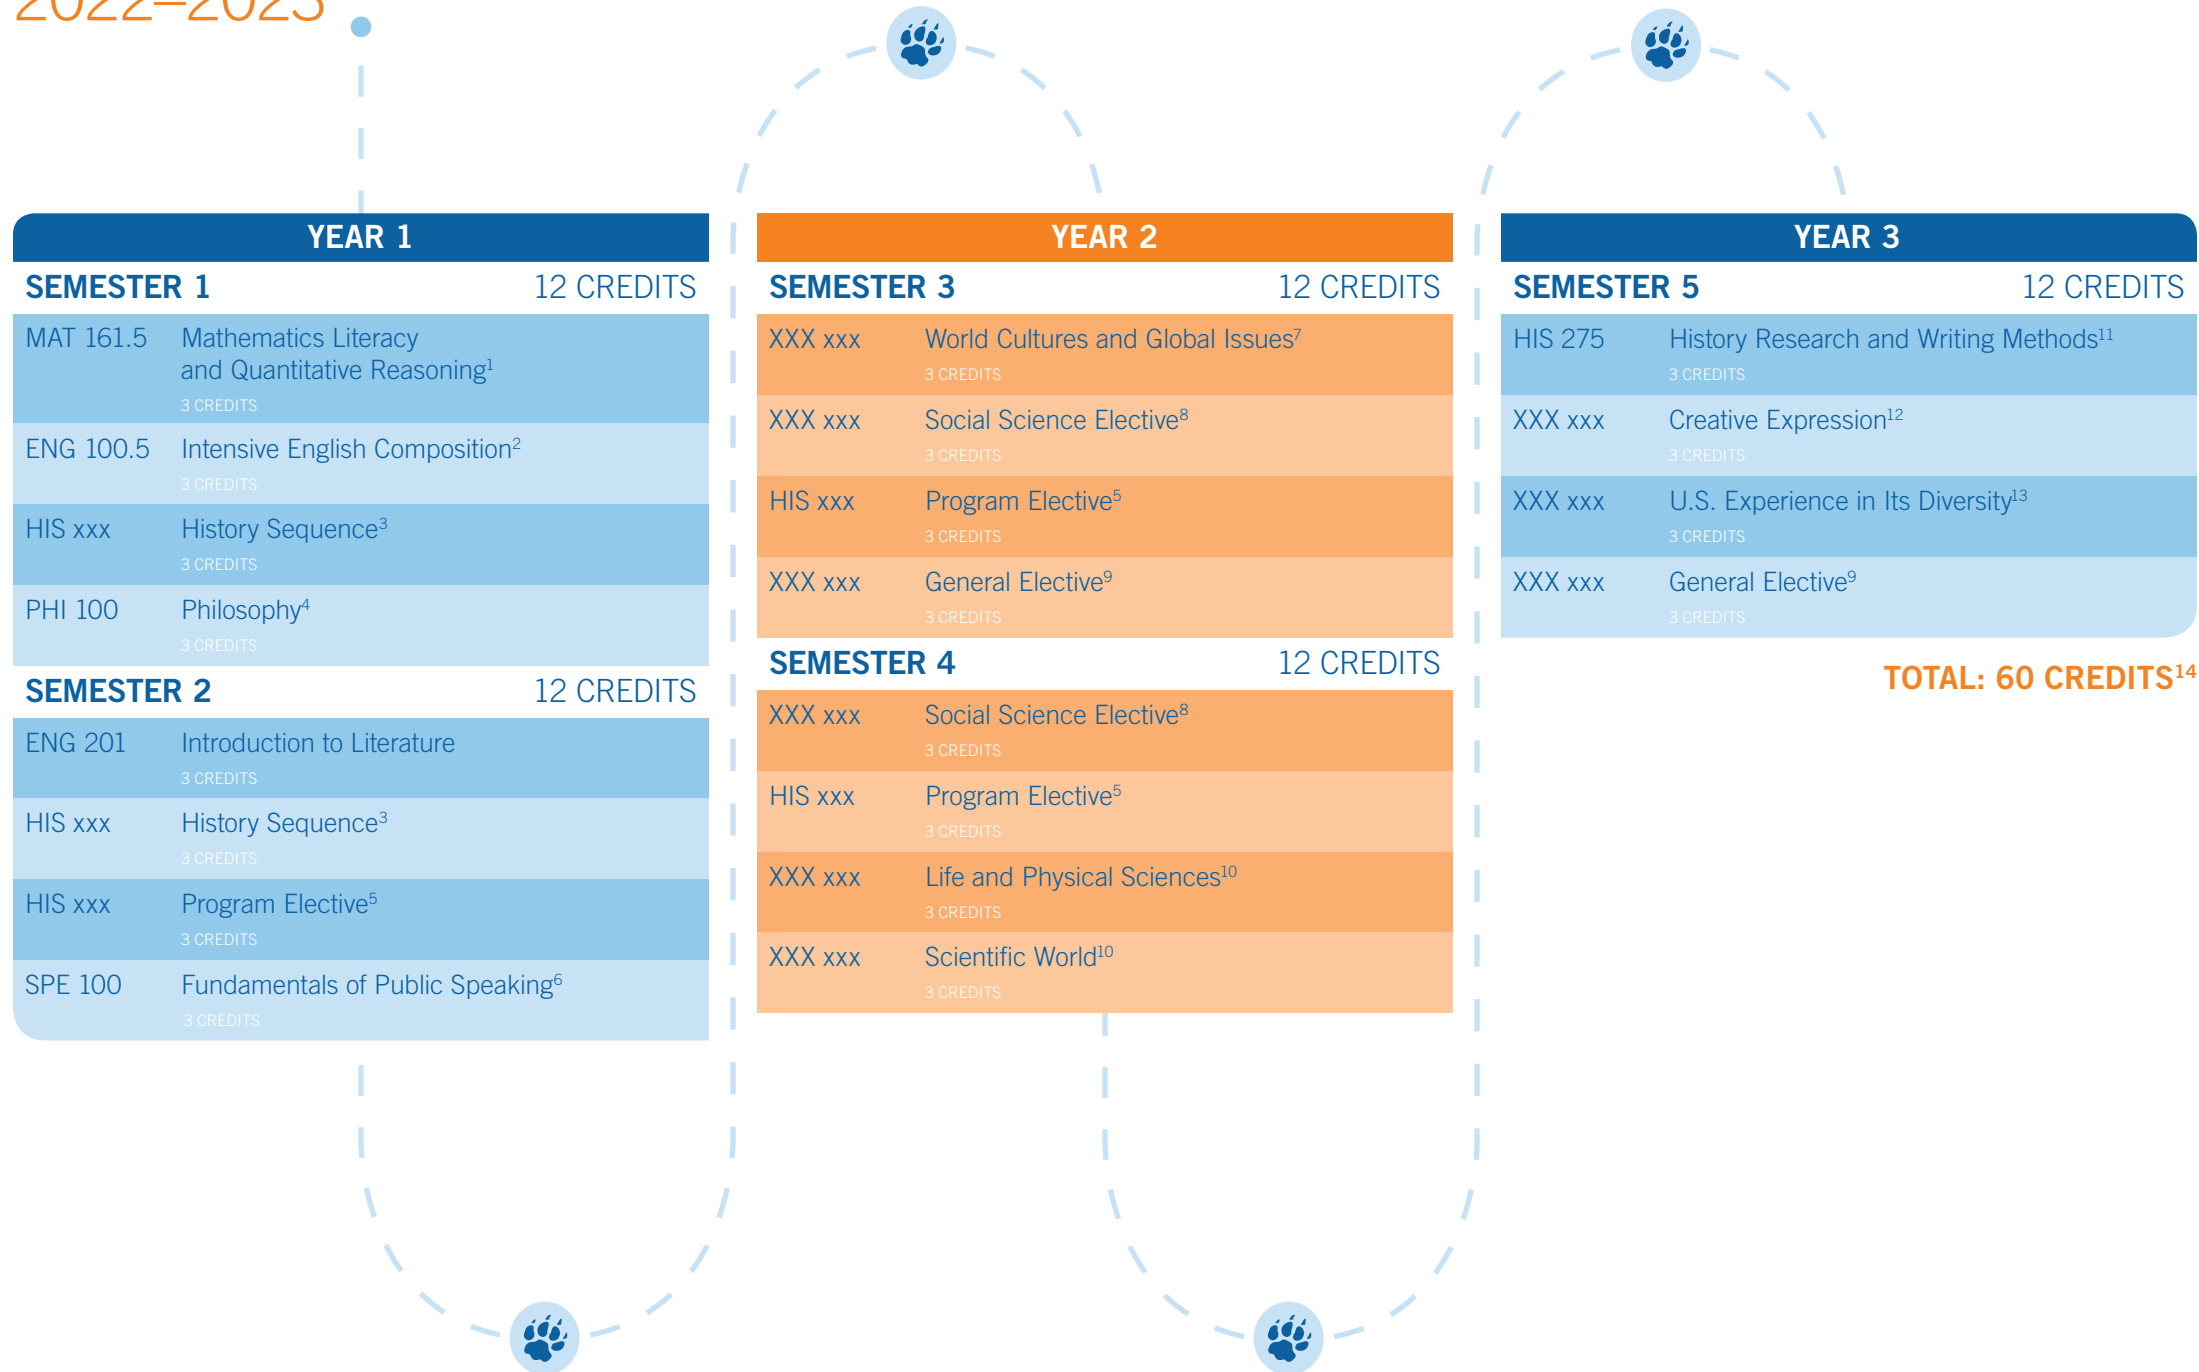 2022–2023
YEAR 1
SEMESTER 1 12 CREDITS
MAT 161.5 Mathematics Literacy
and Quantitative Reasoning¹
3 CREDITS
ENG 100.5 Intensive English Composition²
3 CREDITS
HIS xxx History Sequence³
3 CREDITS
PHI 100 Philosophy⁴
3 CREDITS
SEMESTER 2 12 CREDITS
ENG 201 Introduction to Literature
3 CREDITS
HIS xxx History Sequence³
3 CREDITS
HIS xxx Program Elective⁵
3 CREDITS
SPE 100 Fundamentals of Public Speaking⁶
3 CREDITS
YEAR 2
SEMESTER 3 12 CREDITS
XXX xxx World Cultures and Global Issues⁷
3 CREDITS
XXX xxx Social Science Elective⁸
3 CREDITS
HIS xxx Program Elective⁵
3 CREDITS
XXX xxx General Elective⁹
3 CREDITS
SEMESTER 4 12 CREDITS
XXX xxx Social Science Elective⁸
3 CREDITS
HIS xxx Program Elective⁵
3 CREDITS
XXX xxx Life and Physical Sciences¹⁰
3 CREDITS
XXX xxx Scientific World¹⁰
3 CREDITS
YEAR 3
SEMESTER 5 12 CREDITS
HIS 275 History Research and Writing Methods¹¹
3 CREDITS
XXX xxx Creative Expression¹²
3 CREDITS
XXX xxx U.S. Experience in Its Diversity¹³
3 CREDITS
XXX xxx General Elective⁹
3 CREDITS
TOTAL: 60 CREDITS¹⁴